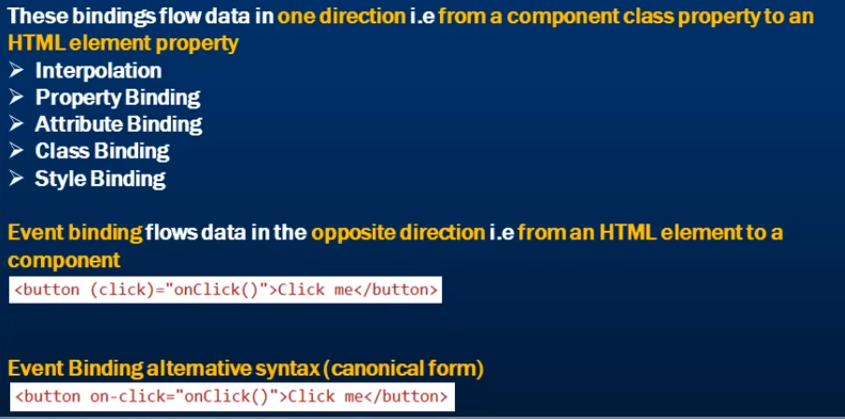 These bindings flow data in one direction i.e from a component class property to an
HTML element property
➢ Interpolation
➢ Property Binding
➢ Attribute Binding
➢ Class Binding
➢ Style Binding
Event binding flows data in the opposite direction i.e from an HTML element to a
component
<button (click)="onClick()">Click me</button>
Event Binding alternative syntax (canonical form)
<button on-click="onClick()">Click me</button>